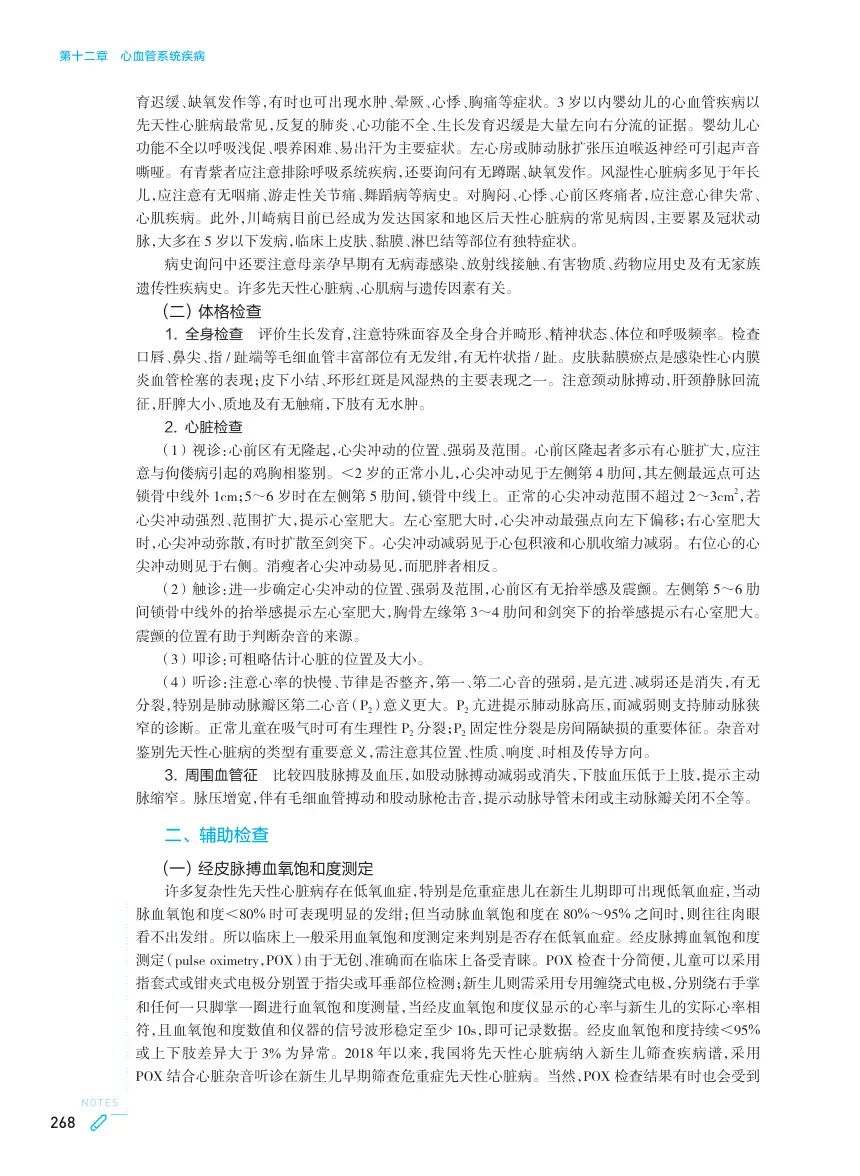 第十二章 心血管系统疾病
育迟缓、缺氧发作等,有时也可出现水肿、晕厥、心悸、胸痛等症状。3 岁以内婴幼儿的心血管疾病以
先天性心脏病最常见,反复的肺炎、心功能不全、生长发育迟缓是大量左向右分流的证据。婴幼儿心
功能不全以呼吸浅促、喂养困难、易出汗为主要症状。左心房或肺动脉扩张压迫喉返神经可引起声音
嘶哑。有青紫者应注意排除呼吸系统疾病,还要询问有无蹲踞、缺氧发作。风湿性心脏病多见于年长
儿,应注意有无咽痛、游走性关节痛、舞蹈病等病史。对胸闷、心悸、心前区疼痛者,应注意心律失常、
心肌疾病。此外,川崎病目前已经成为发达国家和地区后天性心脏病的常见病因,主要累及冠状动
脉,大多在 5 岁以下发病,临床上皮肤、黏膜、淋巴结等部位有独特症状。
病史询问中还要注意母亲孕早期有无病毒感染、放射线接触、有害物质、药物应用史及有无家族
遗传性疾病史。许多先天性心脏病、心肌病与遗传因素有关。
(二)体格检查
1. 全身检查 评价生长发育,注意特殊面容及全身合并畸形、精神状态、体位和呼吸频率。检查
口唇、鼻尖、指 / 趾端等毛细血管丰富部位有无发绀,有无杵状指 / 趾。皮肤黏膜瘀点是感染性心内膜
炎血管栓塞的表现;皮下小结、环形红斑是风湿热的主要表现之一。注意颈动脉搏动,肝颈静脉回流
征,肝脾大小、质地及有无触痛,下肢有无水肿。
2. 心脏检查
(1)视诊:心前区有无隆起,心尖冲动的位置、强弱及范围。心前区隆起者多示有心脏扩大,应注
意与佝偻病引起的鸡胸相鉴别。<2 岁的正常小儿,心尖冲动见于左侧第 4 肋间,其左侧最远点可达
锁骨中线外 1cm;5~6 岁时在左侧第 5 肋间,锁骨中线上。正常的心尖冲动范围不超过 2~3cm²,若
心尖冲动强烈、范围扩大,提示心室肥大。左心室肥大时,心尖冲动最强点向左下偏移;右心室肥大
时,心尖冲动弥散,有时扩散至剑突下。心尖冲动减弱见于心包积液和心肌收缩力减弱。右位心的心
尖冲动则见于右侧。消瘦者心尖冲动易见,而肥胖者相反。
(2)触诊:进一步确定心尖冲动的位置、强弱及范围,心前区有无抬举感及震颤。左侧第 5~6 肋
间锁骨中线外的抬举感提示左心室肥大,胸骨左缘第 3~4 肋间和剑突下的抬举感提示右心室肥大。
震颤的位置有助于判断杂音的来源。
(3)叩诊:可粗略估计心脏的位置及大小。
(4)听诊:注意心率的快慢、节律是否整齐,第一、第二心音的强弱,是亢进、减弱还是消失,有无
分裂,特别是肺动脉瓣区第二心音(P₂)意义更大。P₂ 亢进提示肺动脉高压,而减弱则支持肺动脉狭
窄的诊断。正常儿童在吸气时可有生理性 P₂ 分裂;P₂ 固定性分裂是房间隔缺损的重要体征。杂音对
鉴别先天性心脏病的类型有重要意义,需注意其位置、性质、响度、时相及传导方向。
3. 周围血管征 比较四肢脉搏及血压,如股动脉搏动减弱或消失,下肢血压低于上肢,提示主动
脉缩窄。脉压增宽,伴有毛细血管搏动和股动脉枪击音,提示动脉导管未闭或主动脉瓣关闭不全等。
二、辅助检查
(一)经皮脉搏血氧饱和度测定
许多复杂性先天性心脏病存在低氧血症,特别是危重症患儿在新生儿期即可出现低氧血症,当动
脉血氧饱和度<80% 时可表现明显的发绀;但当动脉血氧饱和度在 80%~95% 之间时,则往往肉眼
看不出发绀。所以临床上一般采用血氧饱和度测定来判别是否存在低氧血症。经皮脉搏血氧饱和度
测定(pulse oximetry,POX)由于无创、准确而在临床上备受青睐。POX 检查十分简便,儿童可以采用
指套式或钳夹式电极分别置于指尖或耳垂部位检测;新生儿则需采用专用缠绕式电极,分别绕右手掌
和任何一只脚掌一圈进行血氧饱和度测量,当经皮血氧饱和度仪显示的心率与新生儿的实际心率相
符,且血氧饱和度数值和仪器的信号波形稳定至少 10s,即可记录数据。经皮血氧饱和度持续<95%
或上下肢差异大于 3% 为异常。2018 年以来,我国将先天性心脏病纳入新生儿筛查疾病谱,采用
POX 结合心脏杂音听诊在新生儿早期筛查危重症先天性心脏病。当然,POX 检查结果有时也会受到
NOTES
268